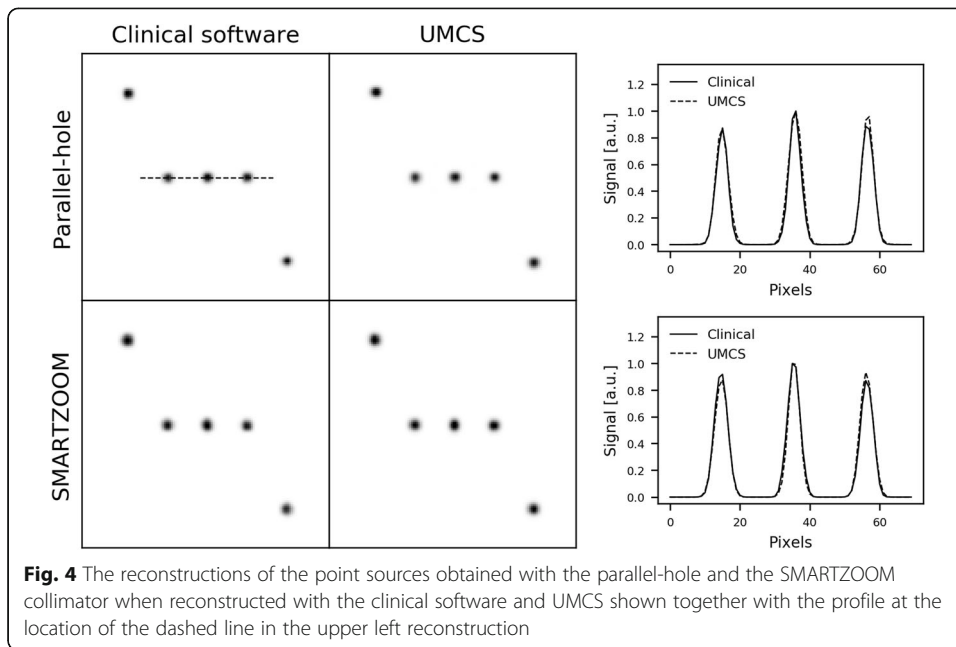 Clinical software
UMCS
Parallel-hole
SMARTZOOM
Signal [a.u.]
1.2
1.0
0.8
0.6
0.4
0.2
0.0
Clinical
UMCS
0
20
40
60
Pixels
Signal [a.u.]
1.2
1.0
0.8
0.6
0.4
0.2
0.0
Clinical
UMCS
0
20
40
60
Pixels
Fig. 4 The reconstructions of the point sources obtained with the parallel-hole and the SMARTZOOM
collimator when reconstructed with the clinical software and UMCS shown together with the profile at the
location of the dashed line in the upper left reconstruction